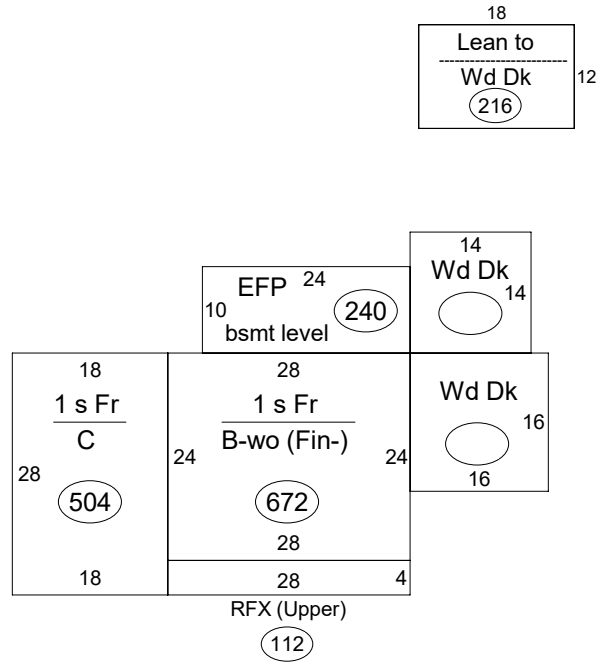 18
Lean to
Wd Dk
12
216
14
Wd Dk
14
EFP 24
10
240
bsmt level
18
28
1 s Fr
1 s Fr
Wd Dk
C
B-wo (Fin-)
16
28
24
24
504
672
16
28
18
28
4
RFX (Upper)
112